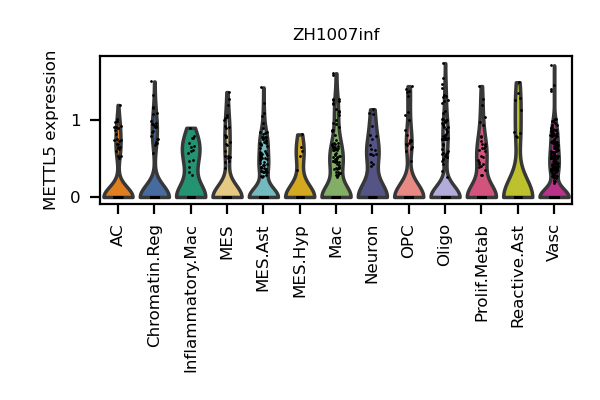 ZH1007inf
METTL5 expression
1
0
AC
Chromatin.Reg
Inflammatory.Mac
MES
MES.Ast
MES.Hyp
Mac
Neuron
OPC
Oligo
Prolif.Metab
Reactive.Ast
Vasc